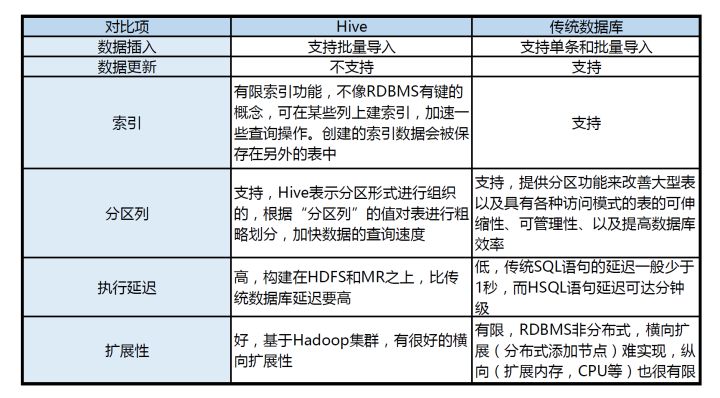 对比项 Hive 传统数据库
数据插入 支持批量导入 支持单条和批量导入
数据更新 不支持 支持
索引
有限索引功能，不像RDBMS有键的
概念，可在某些列上建索引，加速一
些查询操作。创建的索引数据会被保
存在另外的表中
支持
分区列
支持，Hive表示分区形式进行组织
的，根据“分区列”的值对表进行粗
略划分，加快数据的查询速度
支持，提供分区功能来改善大型表
以及具有各种访问模式的表的可伸
缩性、可管理性、以及提高数据库
效率
执行延迟
高，构建在HDFS和MR之上，比传
统数据库延迟要高
低，传统SQL语句的延迟一般少于
1秒，而HSQL语句延迟可达分钟
级
扩展性
好，基于Hadoop集群，有很好的横
向扩展性
有限，RDBMS非分布式，横向扩
展（分布式添加节点）难实现，纵
向（扩展内存，CPU等）也很有限